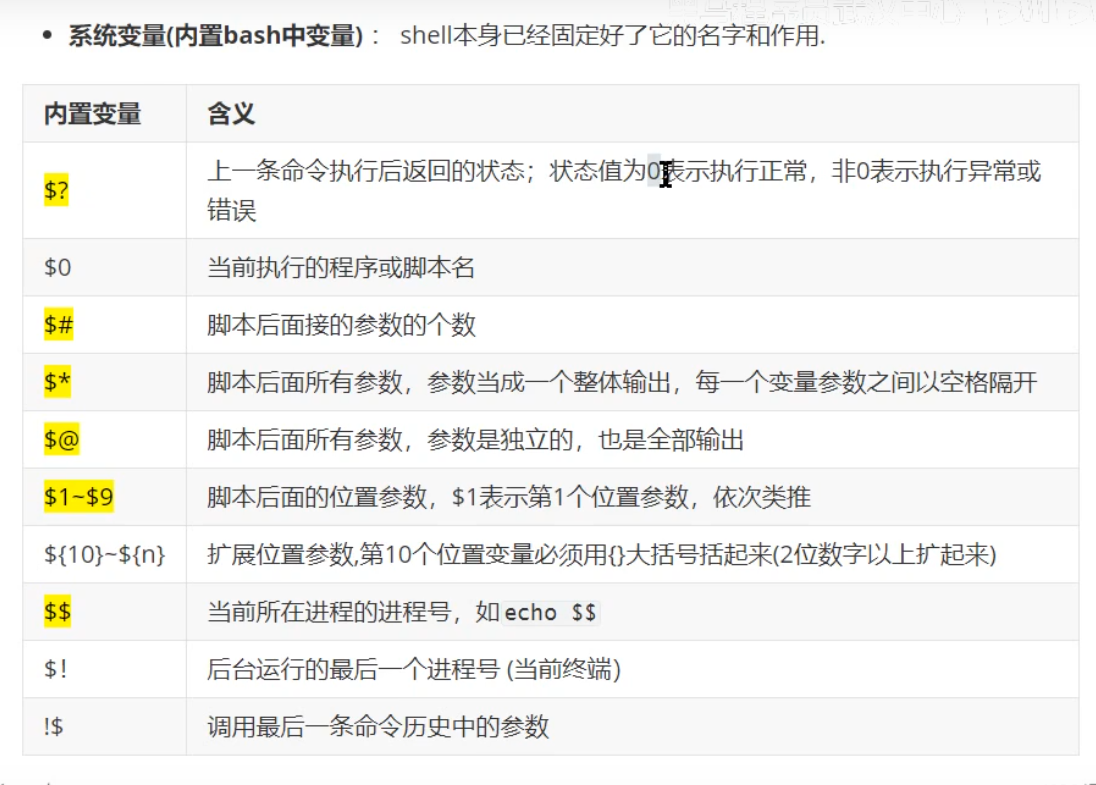 系统变量(内置bash中变量)： shell本身已经固定好了它的名字和作用.
内置变量 含义
$? 上一条命令执行后返回的状态；状态值为0表示执行正常，非0表示执行异常或
错误
$0 当前执行的程序或脚本名
$# 脚本后面接的参数的个数
$* 脚本后面所有参数，参数当成一个整体输出，每一个变量参数之间以空格隔开
$@ 脚本后面所有参数，参数是独立的，也是全部输出
$1~$9 脚本后面的位置参数，$1表示第1个位置参数，依次类推
${10}~${n} 扩展位置参数,第10个位置变量必须用{}大括号括起来(2位数字以上扩起来)
$$ 当前所在进程的进程号，如echo $$
$! 后台运行的最后一个进程号 (当前终端)
!$ 调用最后一条命令历史中的参数